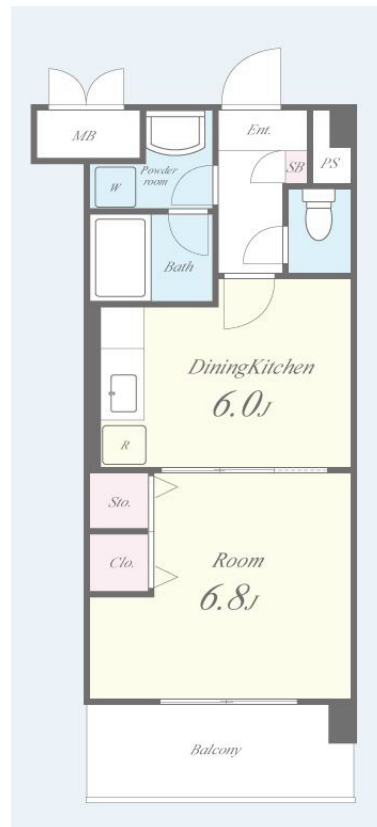 MB
Ent.
SB
PS
W
Powder
room
Bath
DiningKitchen
6.0J
R
Sto.
Clo.
Room
6.8J
Balcony